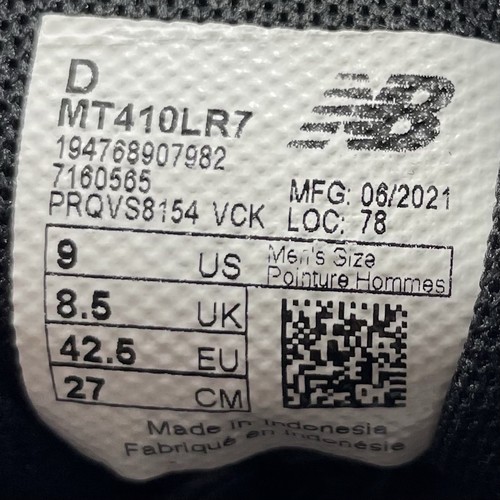 D
MT410LR7
NB
194768907982
7160565
PRQVS8154 VCK
MFG: 06/2021
LOC: 78
9 US Men's Size
Pointure Hommes
8.5 UK
42.5 EU
27 CM
Made in Indonesia
Fabriqué en Indonésie